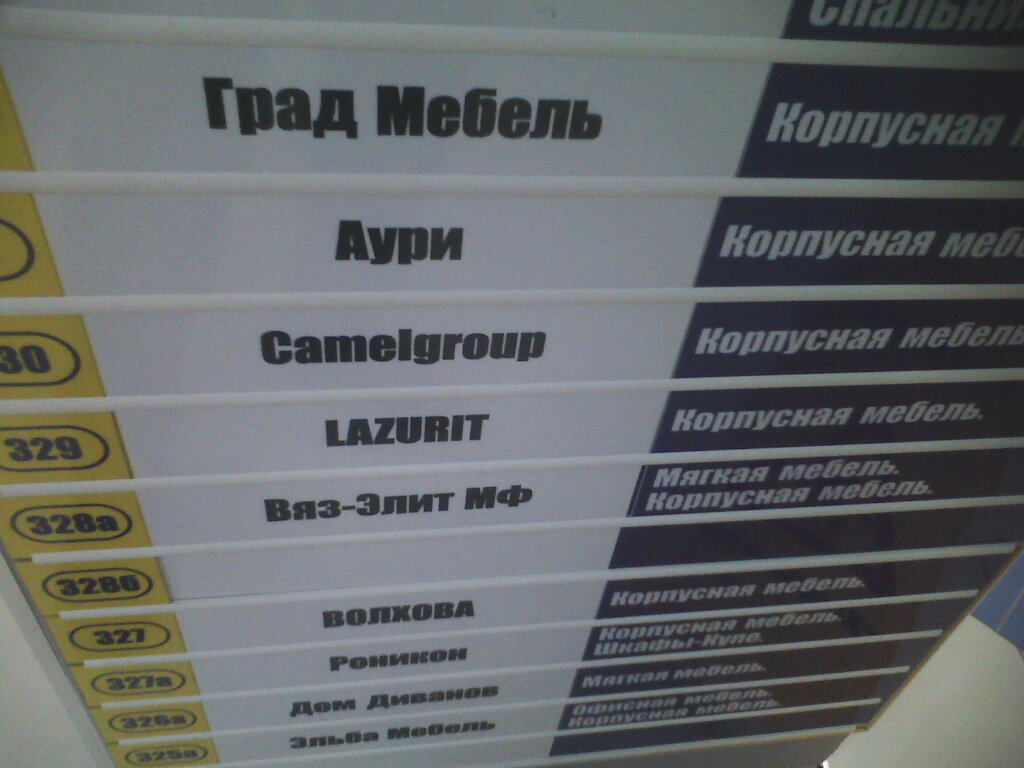 Град Мебель
Корпусная
Аури
Корпусная
30
Camelgroup
Корпусная мебель
329
LAZURIT
Корпусная мебель.
328а
Вяз-Элит МФ
Мягкая мебель.
Корпусная мебель.
328б
327
ВОЛХОВА
Корпусная мебель.
327а
Роникон
Корпусная мебель.
Шкафы-Купе.
326а
Дом Диванов
Мягкая мебель.
325а
Эльба Мебель
Офисная мебель.
Корпусная мебель.